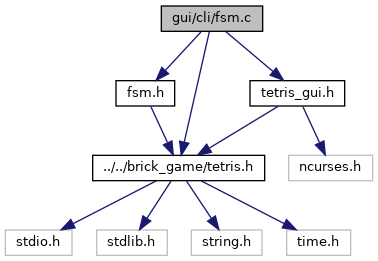 gui/cli/fsm.c
fsm.h
tetris_gui.h
../../brick_game/tetris.h
ncurses.h
stdio.h
stdlib.h
string.h
time.h